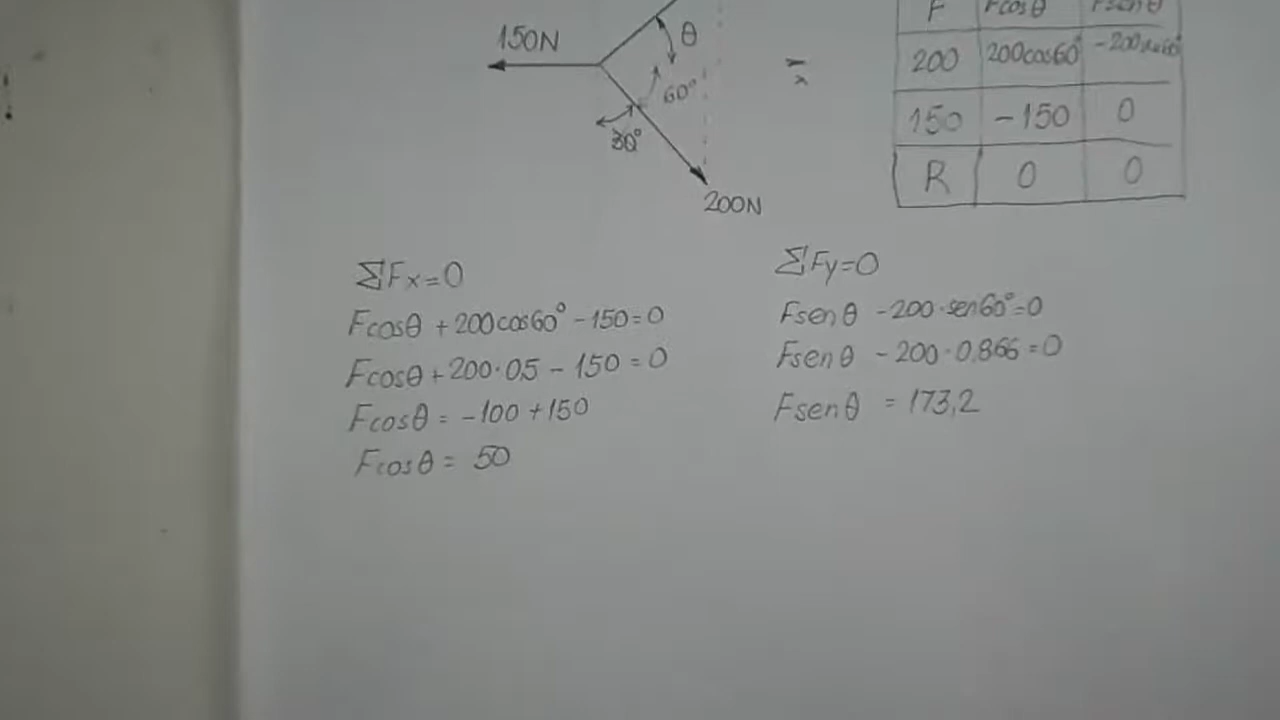 F Fcosθ Fsenθ
150N θ
200 200cos60° -200sen60°
60°
150 -150 0
30°
R 0 0
200N
ΣFx=0
Fcosθ +200cos60° -150=0
Fcosθ +200·0,5 - 150 = 0
Fcosθ = -100 +150
Fcosθ = 50
ΣFy=0
Fsenθ -200·sen60°=0
Fsenθ - 200·0,866=0
Fsenθ = 173,2